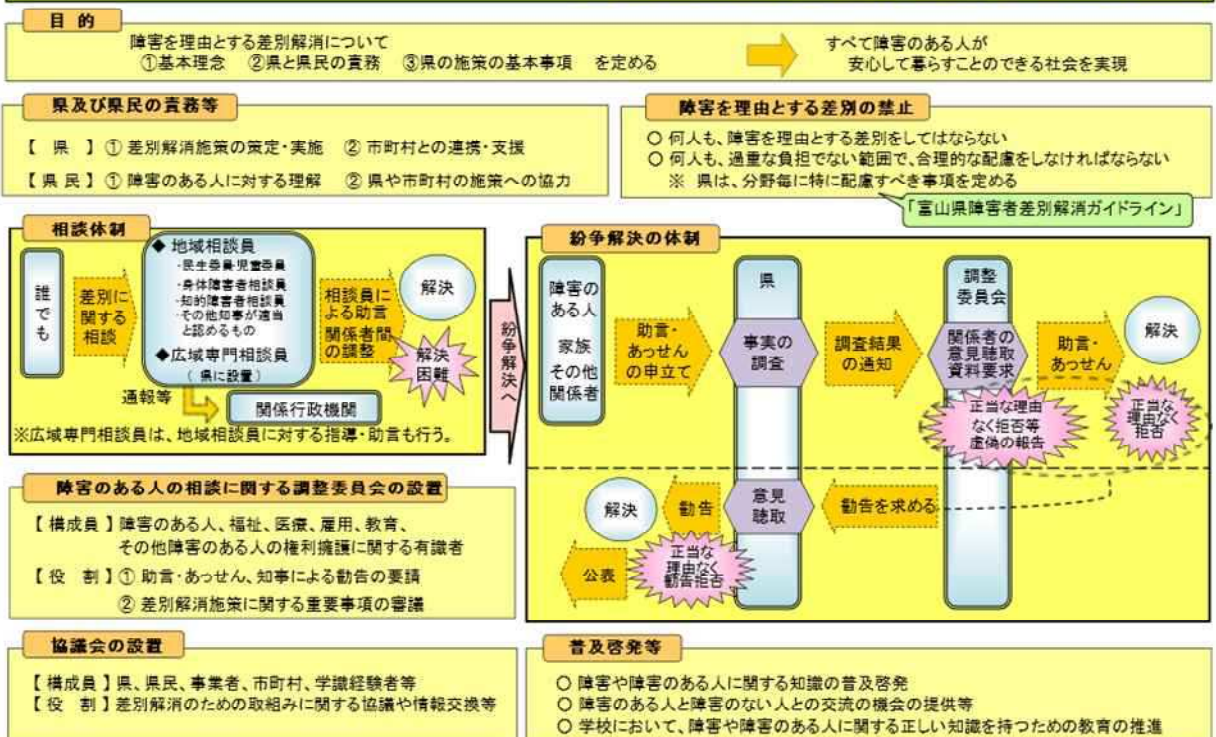 目 的
障害を理由とする差別解消について
①基本理念 ②県と県民の責務 ③県の施策の基本事項 を定める
すべて障害のある人が
安心して暮らすことのできる社会を実現
県及び県民の責務等
【 県 】① 差別解消施策の策定・実施 ② 市町村との連携・支援
【県民】① 障害のある人に対する理解 ② 県や市町村の施策への協力
障害を理由とする差別の禁止
○ 何人も、障害を理由とする差別をしてはならない
○ 何人も、過重な負担でない範囲で、合理的な配慮をしなければならない
※ 県は、分野毎に特に配慮すべき事項を定める
「富山県障害者差別解消ガイドライン」
相談体制
誰でも
差別に
関する
相談
◆ 地域相談員
・民生委員・児童委員
・身体障害者相談員
・知的障害者相談員
・その他知事が適当
と認めるもの
◆広域専門相談員
（ 県に設置 ）
相談員に
よる助言
関係者間
の調整
解決
解決
困難
通報等
関係行政機関
※広域専門相談員は、地域相談員に対する指導・助言も行う。
紛争解決へ
紛争解決の体制
障害の
ある人
家族
その他
関係者
助言・
あっせん
の申立て
県
事実の
調査
調査結果
の通知
調整
委員会
関係者の
意見聴取
資料要求
助言・
あっせん
解決
正当な理由
なく拒否等
虚偽の報告
正当な
理由なく
拒否
勧告を求める
意見
聴取
勧告
解決
正当な
理由なく
勧告拒否
公表
障害のある人の相談に関する調整委員会の設置
【構成員】障害のある人、福祉、医療、雇用、教育、
その他障害のある人の権利擁護に関する有識者
【役 割】① 助言・あっせん、知事による勧告の要請
② 差別解消施策に関する重要事項の審議
協議会の設置
【構成員】県、県民、事業者、市町村、学識経験者等
【役 割】差別解消のための取組みに関する協議や情報交換等
普及啓発等
○ 障害や障害のある人に関する知識の普及啓発
○ 障害のある人と障害のない人との交流の機会の提供等
○ 学校において、障害や障害のある人に関する正しい知識を持つための教育の推進